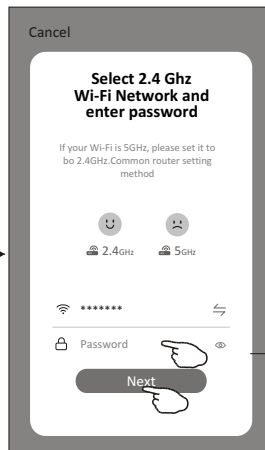 Cancel
Select 2.4 Ghz
Wi-Fi Network and
enter password
If your Wi-Fi is 5GHz, please set it to
bo 2.4GHz.Common router setting
method
2.4GHz 5GHz
*******
Password
Next